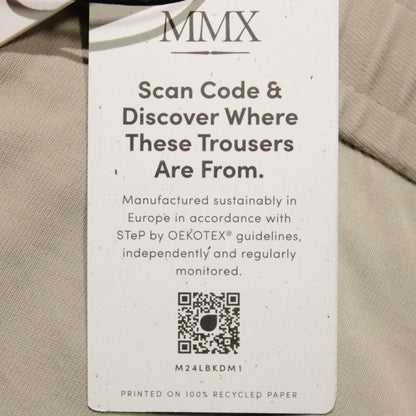 MMX
Scan Code &
Discover Where
These Trousers
Are From.
Manufactured sustainably in
Europe in accordance with
STeP by OEKOTEX® guidelines,
independently and regularly
monitored.
M24LBKDM1
PRINTED ON 100% RECYCLED PAPER